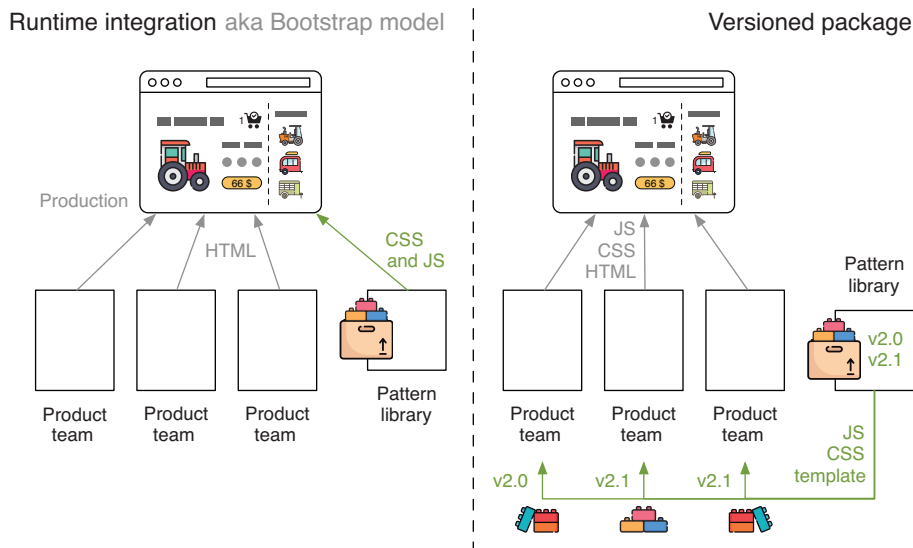 Runtime integration aka Bootstrap model
1
66 $
Production
HTML
CSS
and JS
Product
team
Product
team
Product
team
Pattern
library
Versioned package
1
66 $
JS
CSS
HTML
Pattern
library
v2.0
v2.1
Product
team
Product
team
Product
team
JS
CSS
template
v2.0
v2.1
v2.1